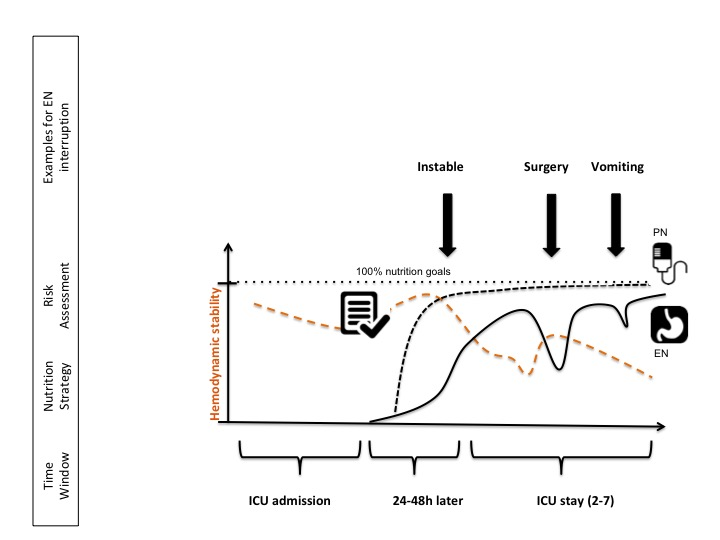 Examples for EN
interruption
Risk
Assessment
Nutrition
Strategy
Time
Window
Instable
Surgery
Vomiting
PN
100% nutrition goals
Hemodynamic stability
EN
ICU admission
24-48h later
ICU stay (2-7)